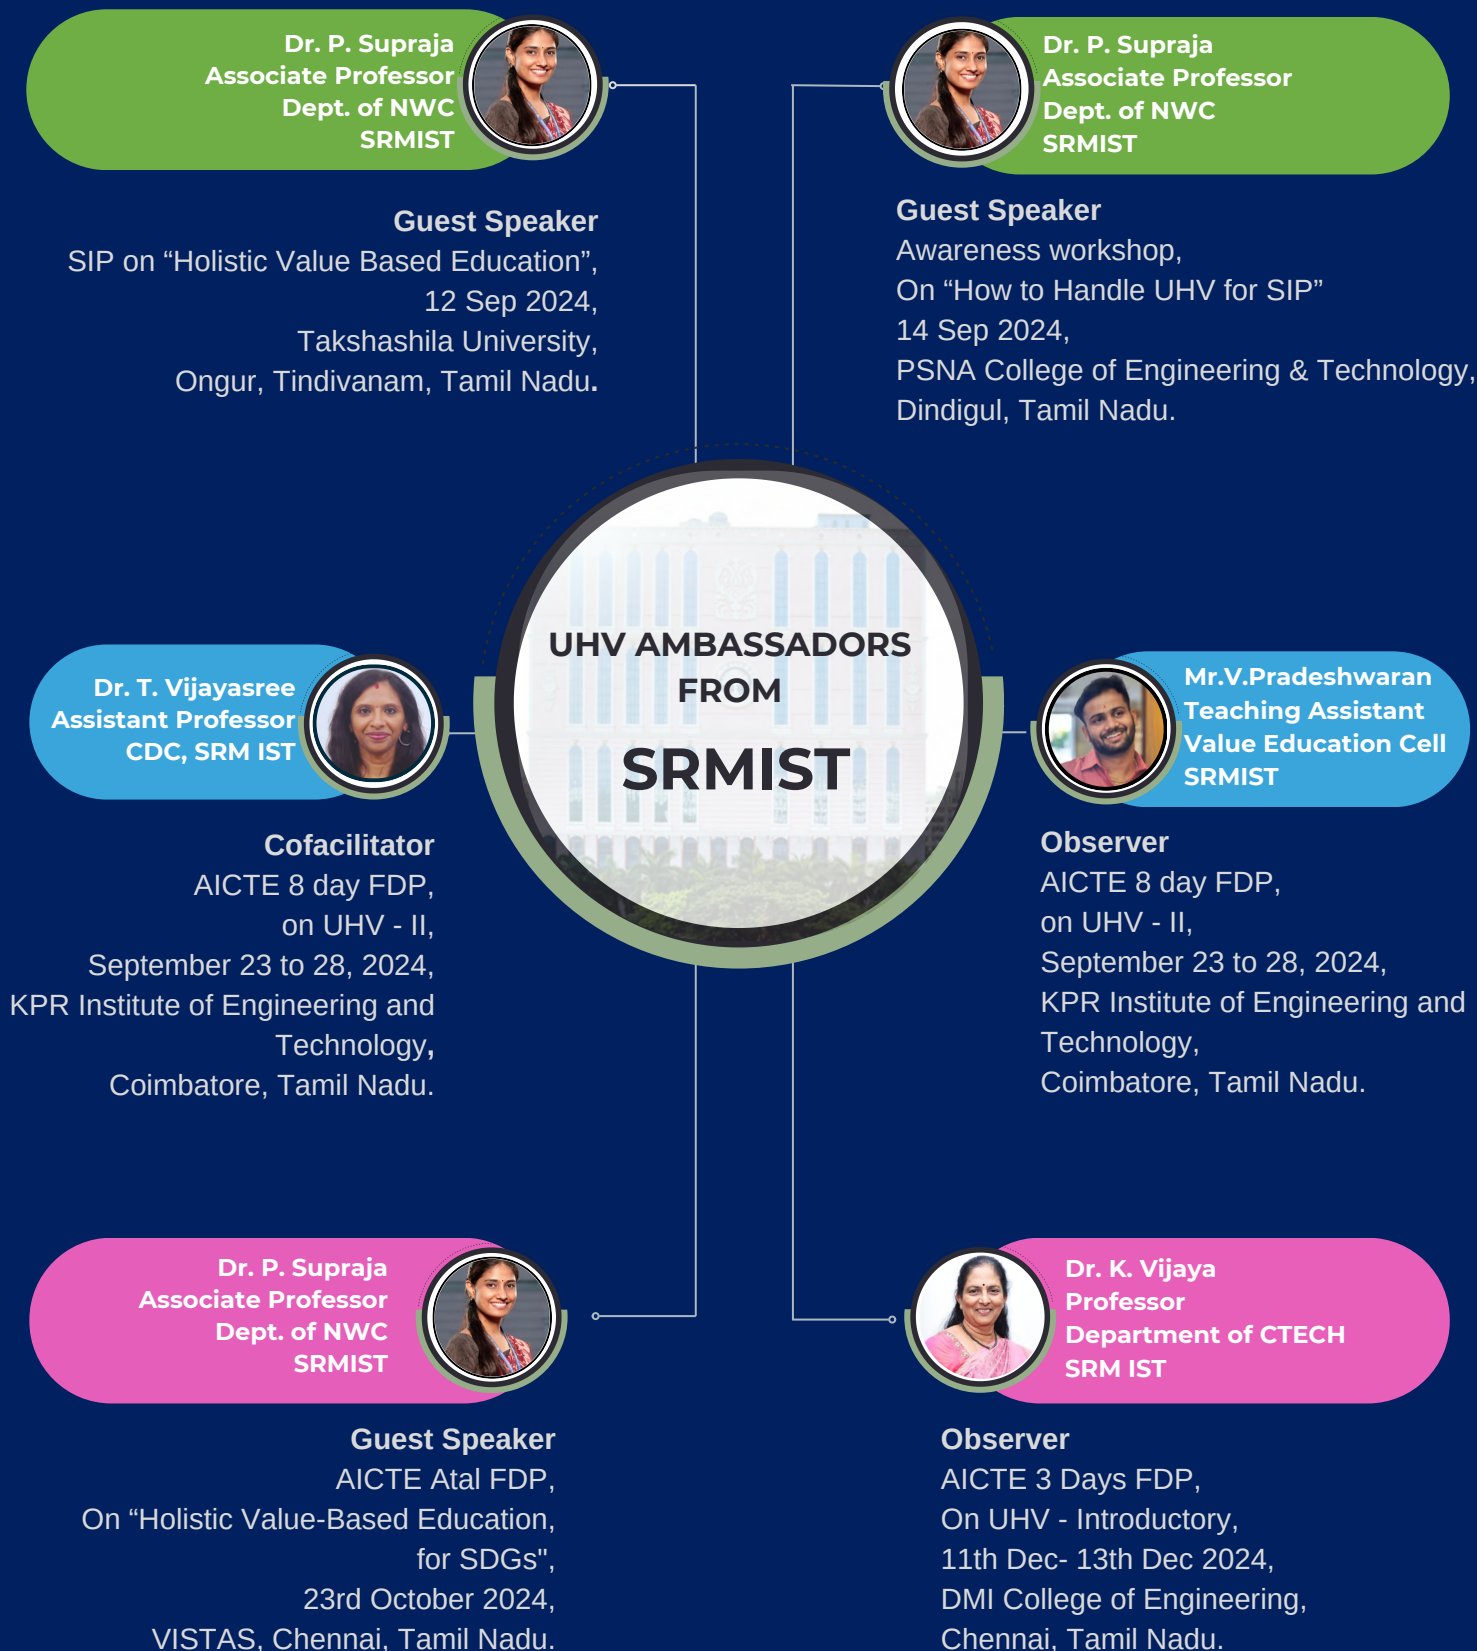 Dr. P. Supraja
Associate Professor
Dept. of NWC
SRMIST
Guest Speaker
SIP on “Holistic Value Based Education”,
12 Sep 2024,
Takshashila University,
Ongur, Tindivanam, Tamil Nadu.
Dr. P. Supraja
Associate Professor
Dept. of NWC
SRMIST
Guest Speaker
Awareness workshop,
On “How to Handle UHV for SIP”
14 Sep 2024,
PSNA College of Engineering & Technology,
Dindigul, Tamil Nadu.
UHV AMBASSADORS
FROM
SRMIST
Dr. T. Vijayasree
Assistant Professor
CDC, SRM IST
Cofacilitator
AICTE 8 day FDP,
on UHV - II,
September 23 to 28, 2024,
KPR Institute of Engineering and
Technology,
Coimbatore, Tamil Nadu.
Mr.V.Pradeshwaran
Teaching Assistant
Value Education Cell
SRMIST
Observer
AICTE 8 day FDP,
on UHV - II,
September 23 to 28, 2024,
KPR Institute of Engineering and
Technology,
Coimbatore, Tamil Nadu.
Dr. P. Supraja
Associate Professor
Dept. of NWC
SRMIST
Guest Speaker
AICTE Atal FDP,
On “Holistic Value-Based Education,
for SDGs",
23rd October 2024,
VISTAS, Chennai, Tamil Nadu.
Dr. K. Vijaya
Professor
Department of CTECH
SRM IST
Observer
AICTE 3 Days FDP,
On UHV - Introductory,
11th Dec- 13th Dec 2024,
DMI College of Engineering,
Chennai, Tamil Nadu.